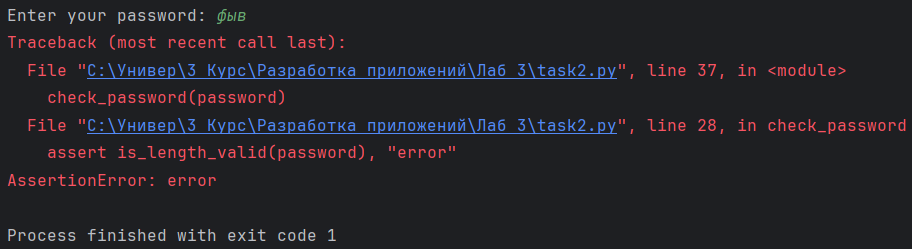 Enter your password: фыв
Traceback (most recent call last):
  File "C:\Универ\3 Курс\Разработка приложений\Лаб 3\task2.py", line 37, in <module>
    check_password(password)
  File "C:\Универ\3 Курс\Разработка приложений\Лаб 3\task2.py", line 28, in check_password
    assert is_length_valid(password), "error"
AssertionError: error
Process finished with exit code 1